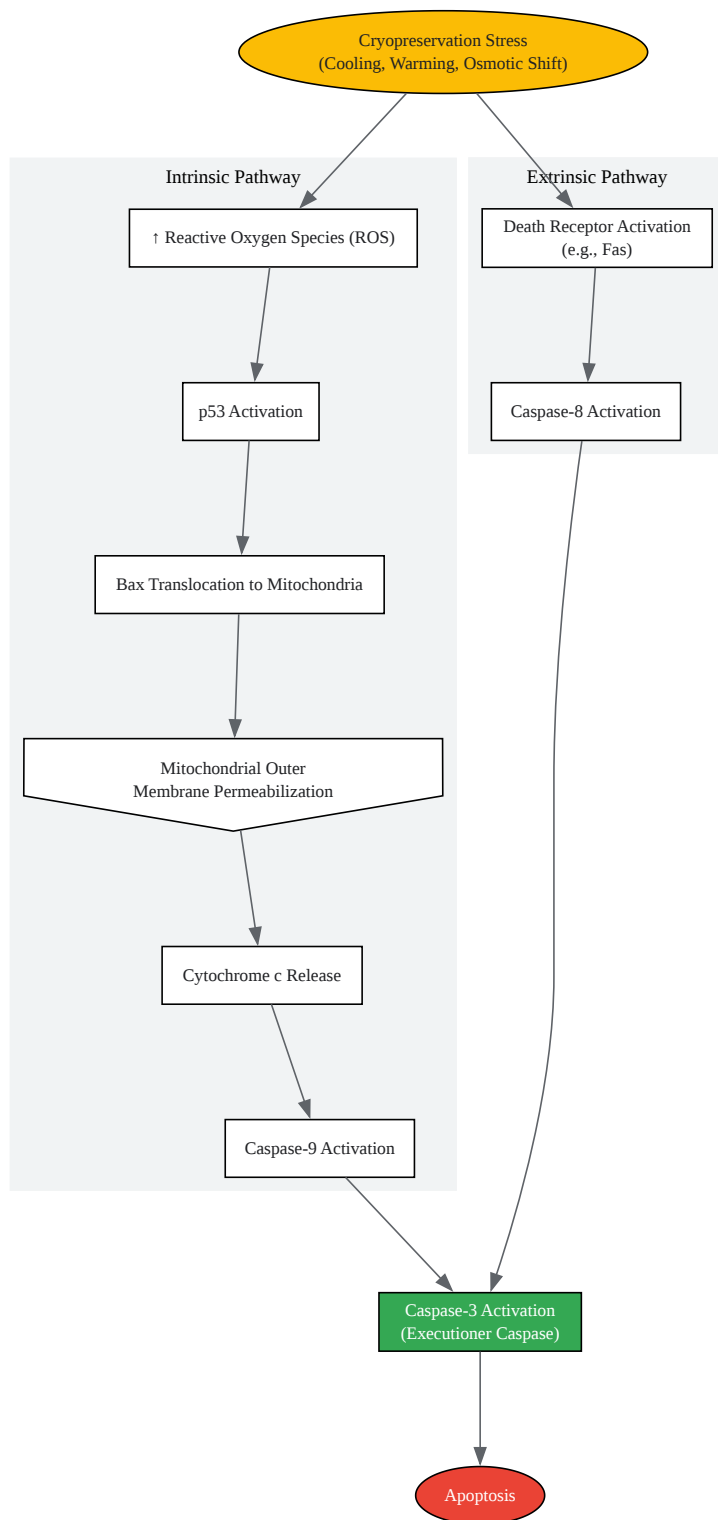 Cryopreservation Stress
(Cooling, Warming, Osmotic Shift)
Intrinsic Pathway
Extrinsic Pathway
↑ Reactive Oxygen Species (ROS)
Death Receptor Activation
(e.g., Fas)
p53 Activation
Caspase-8 Activation
Bax Translocation to Mitochondria
Mitochondrial Outer
Membrane Permeabilization
Cytochrome c Release
Caspase-9 Activation
Caspase-3 Activation
(Executioner Caspase)
Apoptosis